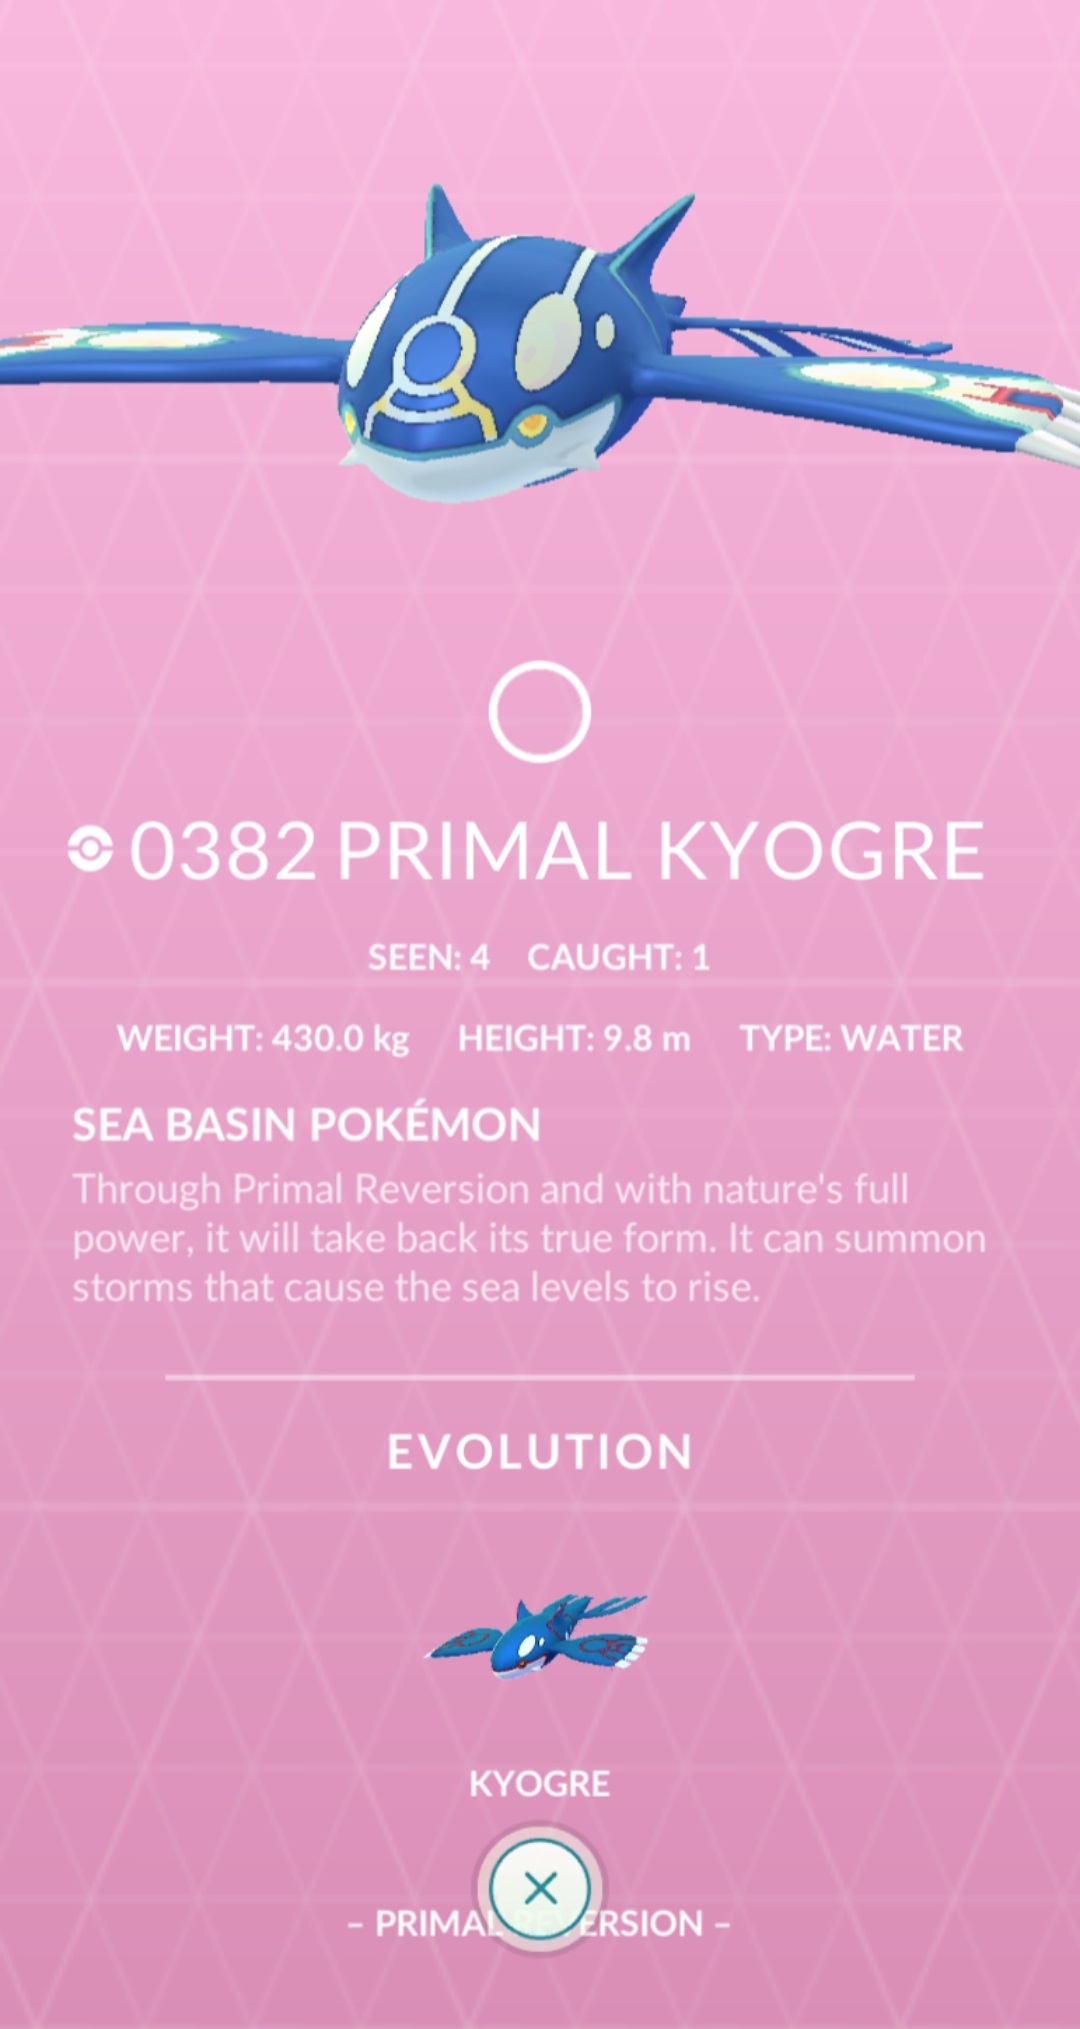 0382 PRIMAL KYOGRE
SEEN: 4 CAUGHT: 1
WEIGHT: 430.0 kg HEIGHT: 9.8 m TYPE: WATER
SEA BASIN POKÉMON
Through Primal Reversion and with nature's full
power, it will take back its true form. It can summon
storms that cause the sea levels to rise.
EVOLUTION
KYOGRE
– PRIMAL REVERSION –